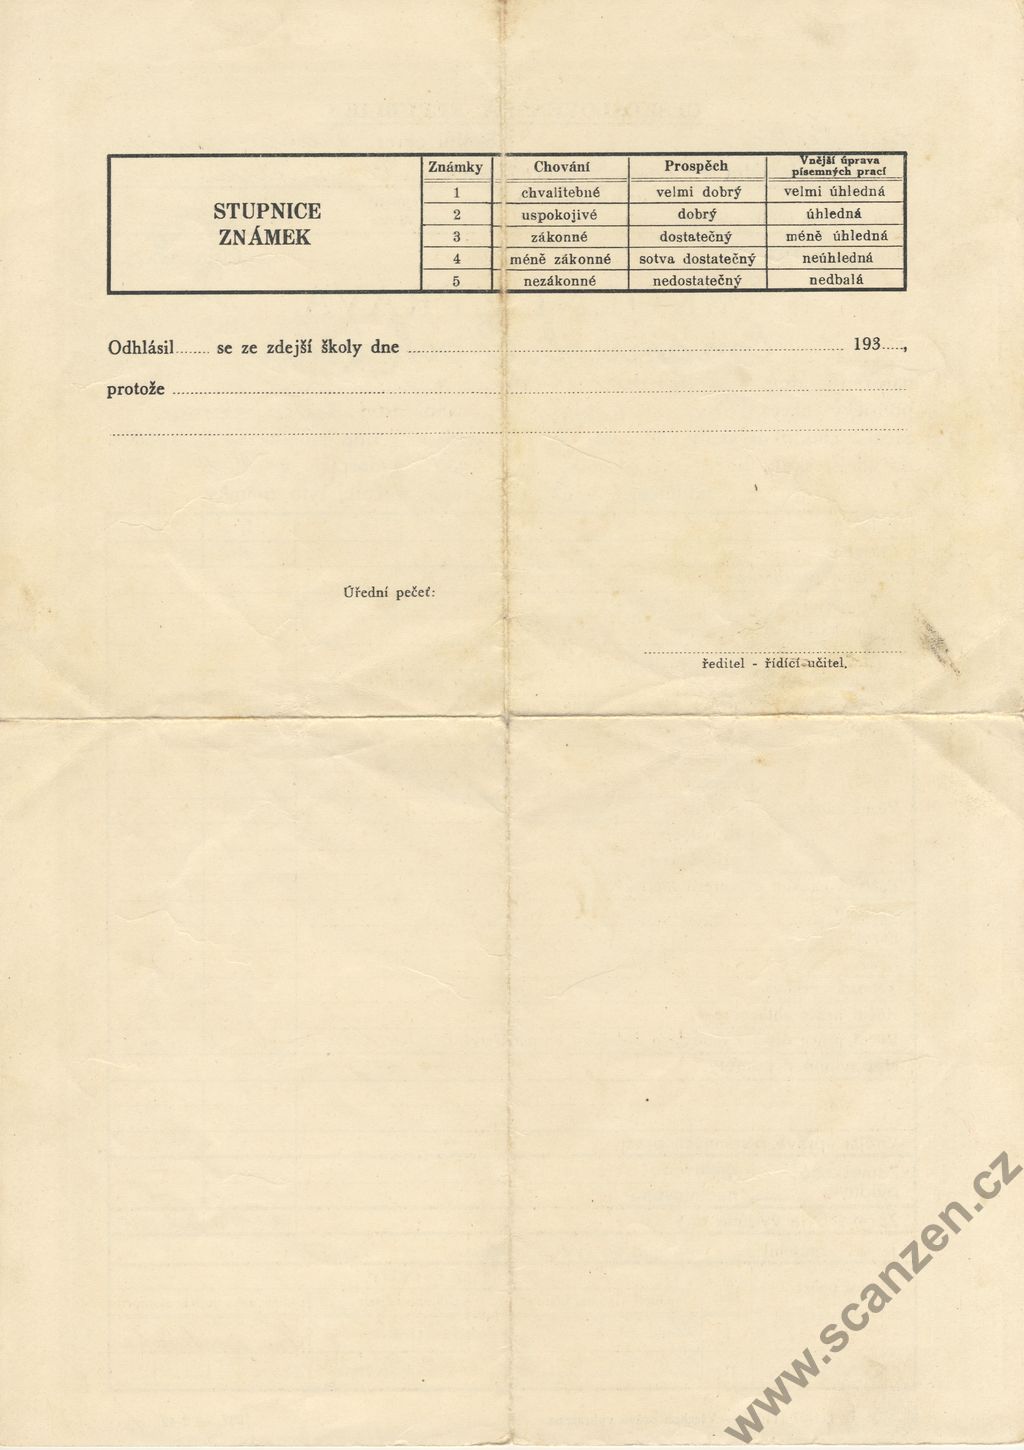 STUPNICE
ZNÁMEK
Známky Chování Prospěch Vnější úprava písemných prací
1 chvalitebné velmi dobrý velmi úhledná
2 uspokojivé dobrý úhledná
3 zákonné dostatečný méně úhledná
4 méně zákonné sotva dostatečný neúhledná
5 nezákonné nedostatečný nedbalá
Odhlásil........ se ze zdejší školy dne ........................ 193.....,
protože ........................
Úřední pečeť:
ředitel - řídící učitel.
www.scanzen.cz